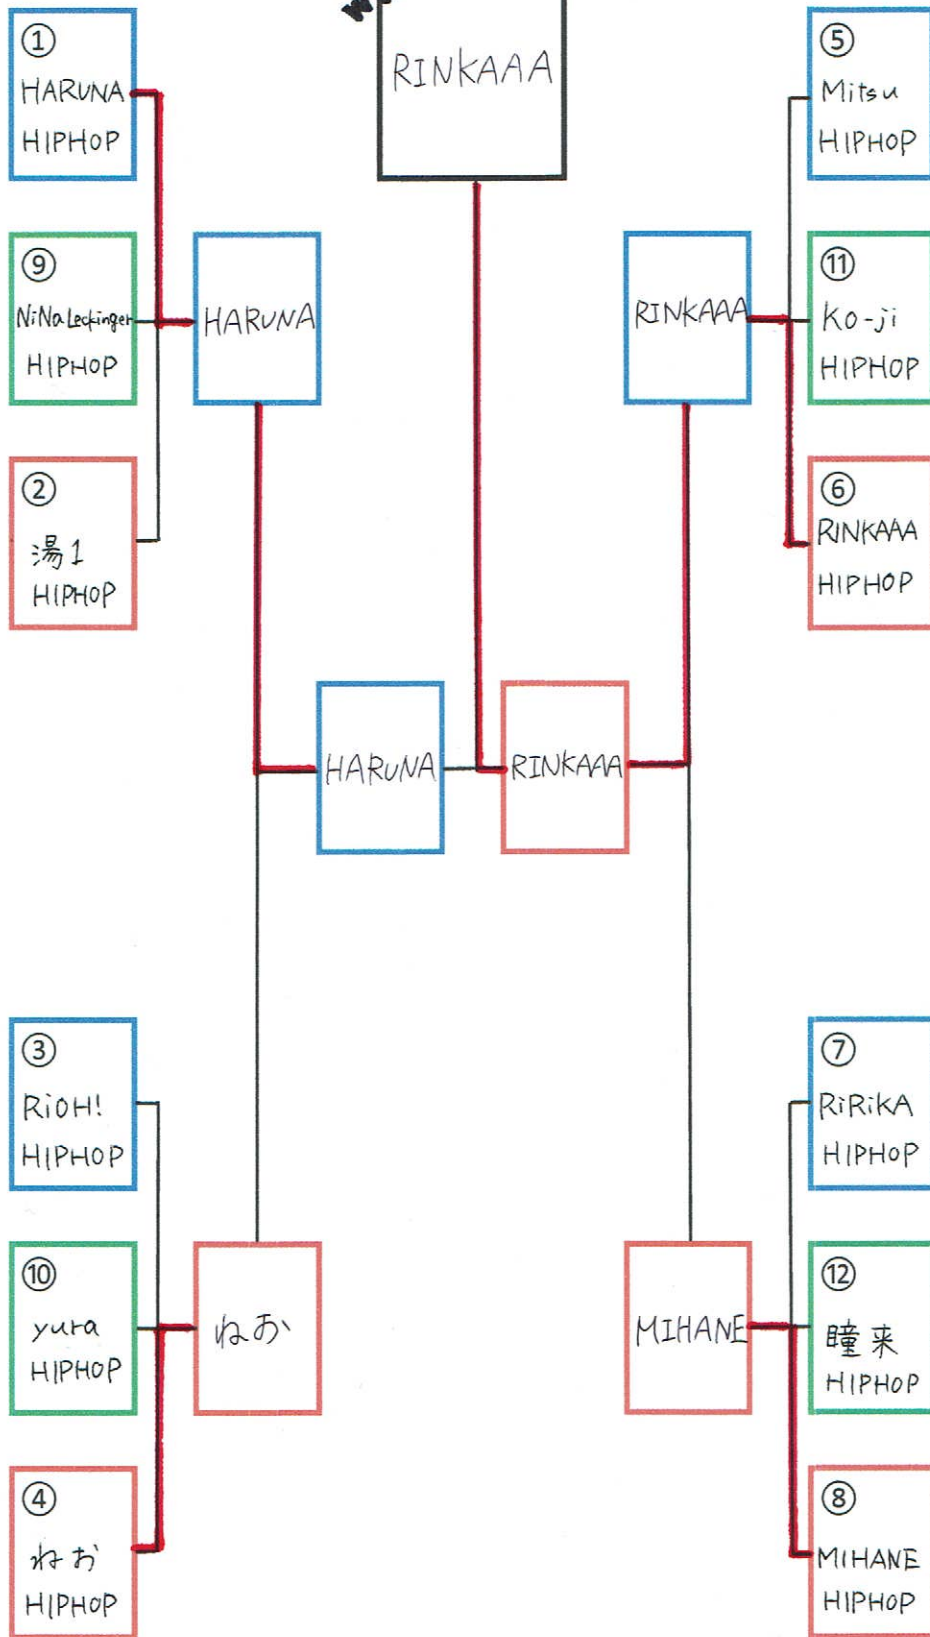 RINKAAA
①
HARUNA
HIPHOP
⑨
NiNa Leckinger
HIPHOP
②
湯1
HIPHOP
HARUNA
RINKAAA
⑤
Mitsu
HIPHOP
⑪
Ko-ji
HIPHOP
⑥
RINKAAA
HIPHOP
HARUNA
RINKAAA
③
RiOH!
HIPHOP
⑩
yura
HIPHOP
④
ねお
HIPHOP
ねお
MIHANE
⑦
RiRiKA
HIPHOP
⑫
瞳来
HIPHOP
⑧
MIHANE
HIPHOP